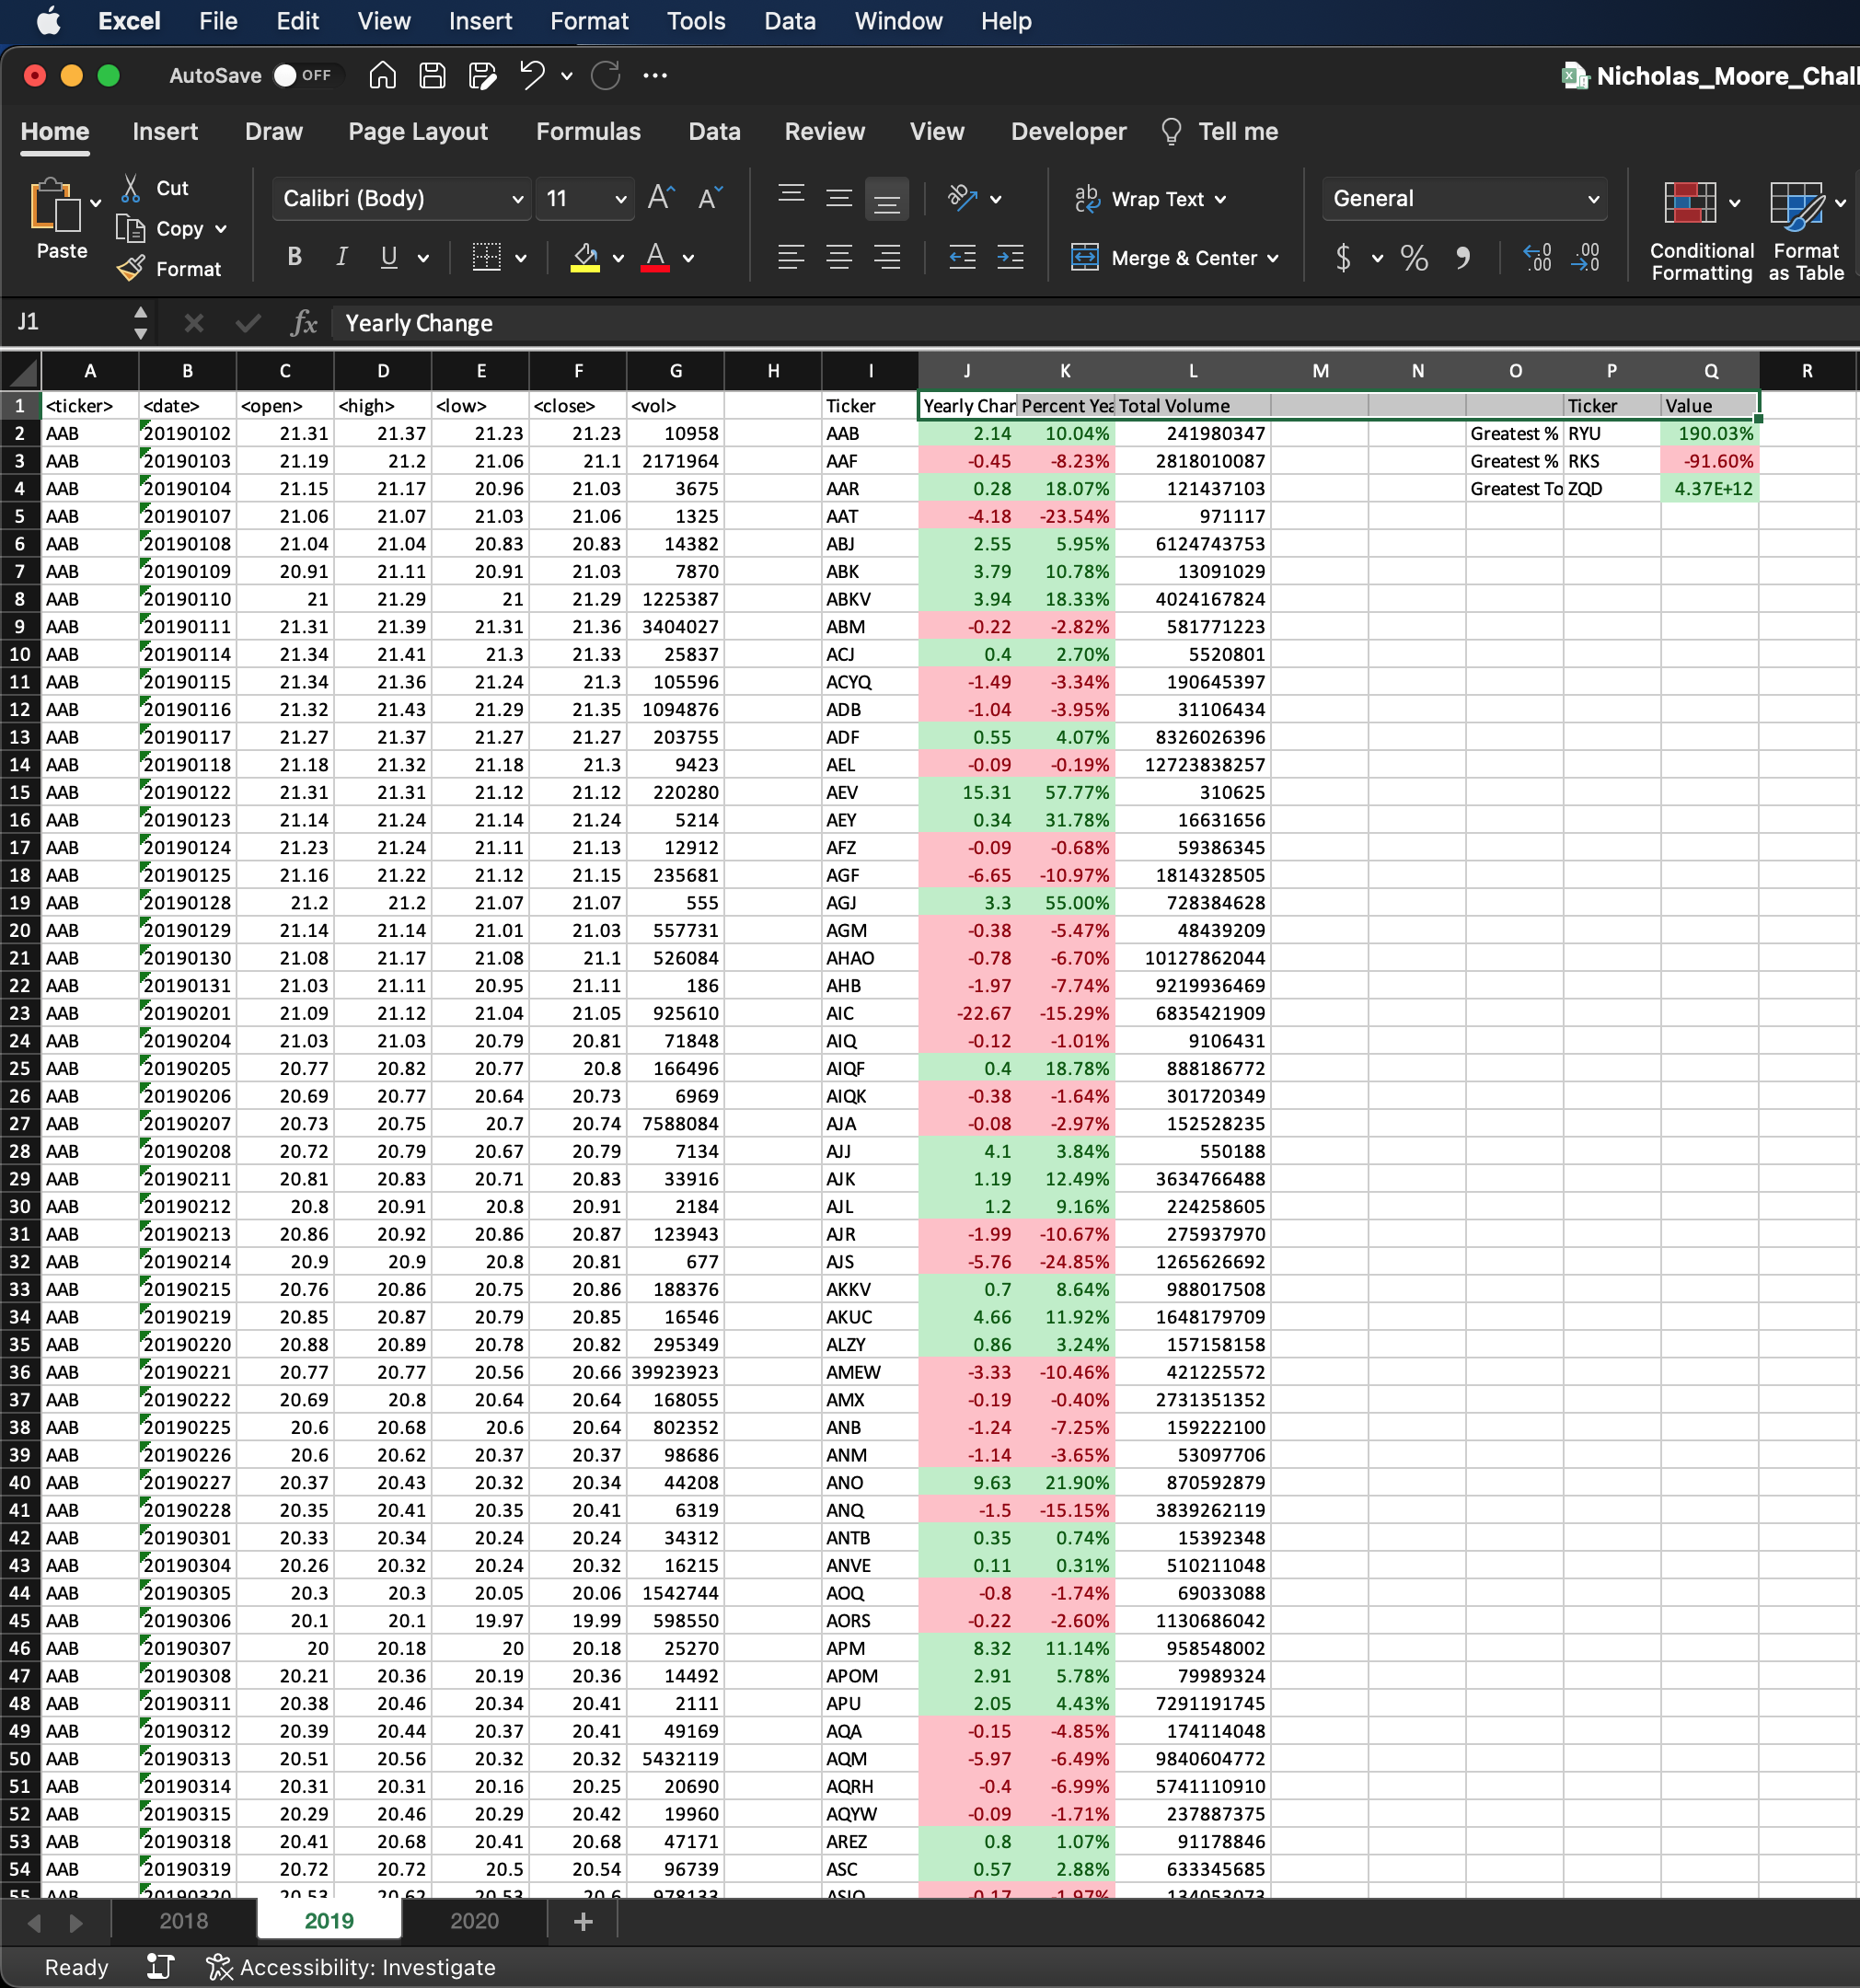 Excel File Edit View Insert Format Tools Data Window Help
AutoSave OFF Nicholas_Moore_Chall
Home Insert Draw Page Layout Formulas Data Review View Developer Tell me
Paste Cut Copy Format Calibri (Body) 11 Wrap Text Merge & Center General Conditional Formatting Format as Table
J1 fx Yearly Change
A B C D E F G H I J K L M N O P Q R
1 <ticker> <date> <open> <high> <low> <close> <vol> Ticker Yearly Char Percent Yea Total Volume Ticker Value
2 AAB 20190102 21.31 21.37 21.23 21.23 10958 AAB 2.14 10.04% 241980347 Greatest % RYU 190.03%
3 AAB 20190103 21.19 21.2 21.06 21.1 2171964 AAF -0.45 -8.23% 2818010087 Greatest % RKS -91.60%
4 AAB 20190104 21.15 21.17 20.96 21.03 3675 AAR 0.28 18.07% 121437103 Greatest To ZQD 4.37E+12
5 AAB 20190107 21.06 21.07 21.03 21.06 1325 AAT -4.18 -23.54% 971117
6 AAB 20190108 21.04 21.04 20.83 20.83 14382 ABJ 2.55 5.95% 6124743753
7 AAB 20190109 20.91 21.11 20.91 21.03 7870 ABK 3.79 10.78% 13091029
8 AAB 20190110 21 21.29 21 21.29 1225387 ABKV 3.94 18.33% 4024167824
9 AAB 20190111 21.31 21.39 21.31 21.36 3404027 ABM -0.22 -2.82% 581771223
10 AAB 20190114 21.34 21.41 21.3 21.33 25837 ACJ 0.4 2.70% 5520801
11 AAB 20190115 21.34 21.36 21.24 21.3 105596 ACYQ -1.49 -3.34% 190645397
12 AAB 20190116 21.32 21.43 21.29 21.35 1094876 ADB -1.04 -3.95% 31106434
13 AAB 20190117 21.27 21.37 21.27 21.27 203755 ADF 0.55 4.07% 8326026396
14 AAB 20190118 21.18 21.32 21.18 21.3 9423 AEL -0.09 -0.19% 12723838257
15 AAB 20190122 21.31 21.31 21.12 21.12 220280 AEV 15.31 57.77% 310625
16 AAB 20190123 21.14 21.24 21.14 21.24 5214 AEY 0.34 31.78% 16631656
17 AAB 20190124 21.23 21.24 21.11 21.13 12912 AFZ -0.09 -0.68% 59386345
18 AAB 20190125 21.16 21.22 21.12 21.15 235681 AGF -6.65 -10.97% 1814328505
19 AAB 20190128 21.2 21.2 21.07 21.07 555 AGJ 3.3 55.00% 728384628
20 AAB 20190129 21.14 21.14 21.01 21.03 557731 AGM -0.38 -5.47% 48439209
21 AAB 20190130 21.08 21.17 21.08 21.1 526084 AHAO -0.78 -6.70% 10127862044
22 AAB 20190131 21.03 21.11 20.95 21.11 186 AHB -1.97 -7.74% 9219936469
23 AAB 20190201 21.09 21.12 21.04 21.05 925610 AIC -22.67 -15.29% 6835421909
24 AAB 20190204 21.03 21.03 20.79 20.81 71848 AIQ -0.12 -1.01% 9106431
25 AAB 20190205 20.77 20.82 20.77 20.8 166496 AIQF 0.4 18.78% 888186772
26 AAB 20190206 20.69 20.77 20.64 20.73 6969 AIQK -0.38 -1.64% 301720349
27 AAB 20190207 20.73 20.75 20.7 20.74 7588084 AJA -0.08 -2.97% 152528235
28 AAB 20190208 20.72 20.79 20.67 20.79 7134 AJJ 4.1 3.84% 550188
29 AAB 20190211 20.81 20.83 20.71 20.83 33916 AJK 1.19 12.49% 3634766488
30 AAB 20190212 20.8 20.91 20.8 20.91 2184 AJL 1.2 9.16% 224258605
31 AAB 20190213 20.86 20.92 20.86 20.87 123943 AJR -1.99 -10.67% 275937970
32 AAB 20190214 20.9 20.9 20.8 20.81 677 AJS -5.76 -24.85% 1265626692
33 AAB 20190215 20.76 20.86 20.75 20.86 188376 AKKV 0.7 8.64% 988017508
34 AAB 20190219 20.85 20.87 20.79 20.85 16546 AKUC 4.66 11.92% 1648179709
35 AAB 20190220 20.88 20.89 20.78 20.82 295349 ALZY 0.86 3.24% 157158158
36 AAB 20190221 20.77 20.77 20.56 20.66 39923923 AMEW -3.33 -10.46% 421225572
37 AAB 20190222 20.69 20.8 20.64 20.64 168055 AMX -0.19 -0.40% 2731351352
38 AAB 20190225 20.6 20.68 20.6 20.64 802352 ANB -1.24 -7.25% 159222100
39 AAB 20190226 20.6 20.62 20.37 20.37 98686 ANM -1.14 -3.65% 53097706
40 AAB 20190227 20.37 20.43 20.32 20.34 44208 ANO 9.63 21.90% 870592879
41 AAB 20190228 20.35 20.41 20.35 20.41 6319 ANQ -1.5 -15.15% 3839262119
42 AAB 20190301 20.33 20.34 20.24 20.24 34312 ANTB 0.35 0.74% 15392348
43 AAB 20190304 20.26 20.32 20.24 20.32 16215 ANVE 0.11 0.31% 510211048
44 AAB 20190305 20.3 20.3 20.05 20.06 1542744 AOQ -0.8 -1.74% 69033088
45 AAB 20190306 20.1 20.1 19.97 19.99 598550 AORS -0.22 -2.60% 1130686042
46 AAB 20190307 20 20.18 20 20.18 25270 APM 8.32 11.14% 958548002
47 AAB 20190308 20.21 20.36 20.19 20.36 14492 APOM 2.91 5.78% 79989324
48 AAB 20190311 20.38 20.46 20.34 20.41 2111 APU 2.05 4.43% 7291191745
49 AAB 20190312 20.39 20.44 20.37 20.41 49169 AQA -0.15 -4.85% 174114048
50 AAB 20190313 20.51 20.56 20.32 20.32 5432119 AQM -5.97 -6.49% 9840604772
51 AAB 20190314 20.31 20.31 20.16 20.25 20690 AQRH -0.4 -6.99% 5741110910
52 AAB 20190315 20.29 20.46 20.29 20.42 19960 AQYW -0.09 -1.71% 237887375
53 AAB 20190318 20.41 20.68 20.41 20.68 47171 AREZ 0.8 1.07% 91178846
54 AAB 20190319 20.72 20.72 20.5 20.54 96739 ASC 0.57 2.88% 633345685
55 AAB 20190320 20.53 20.62 20.53 20.6 978133 -0.17 -1.97% 134053073
2018 2019 2020 +
Ready Accessibility: Investigate